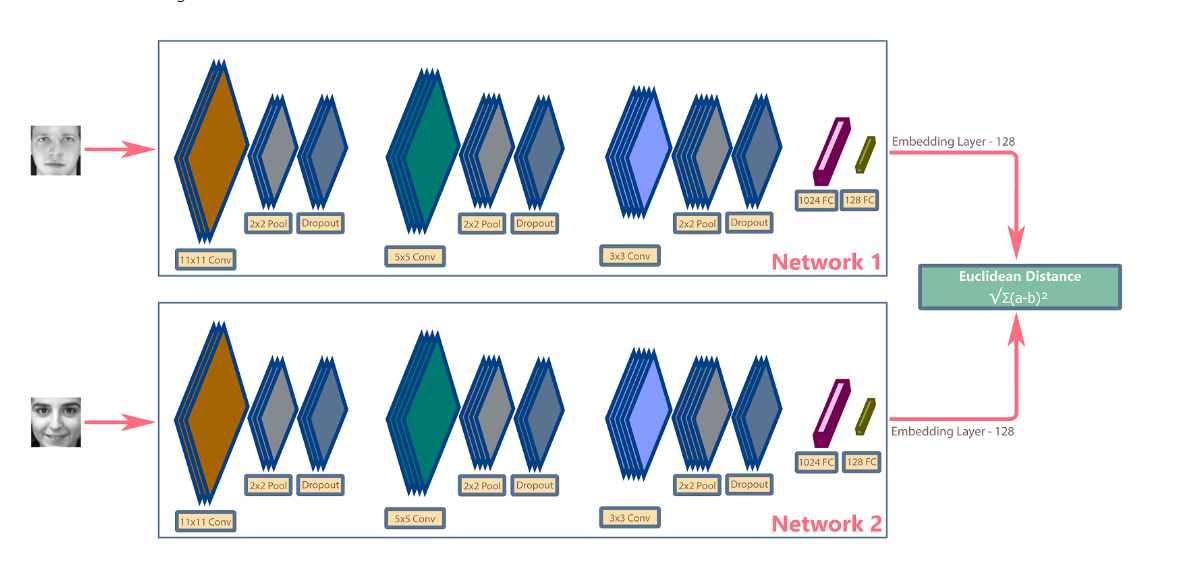 11x11 Conv
2x2 Pool
Dropout
5x5 Conv
2x2 Pool
Dropout
3x3 Conv
2x2 Pool
Dropout
1024 FC
128 FC
Network 1
Embedding Layer - 128
Euclidean Distance
√Σ(a-b)²
11x11 Conv
2x2 Pool
Dropout
5x5 Conv
2x2 Pool
Dropout
3x3 Conv
2x2 Pool
Dropout
1024 FC
128 FC
Network 2
Embedding Layer - 128